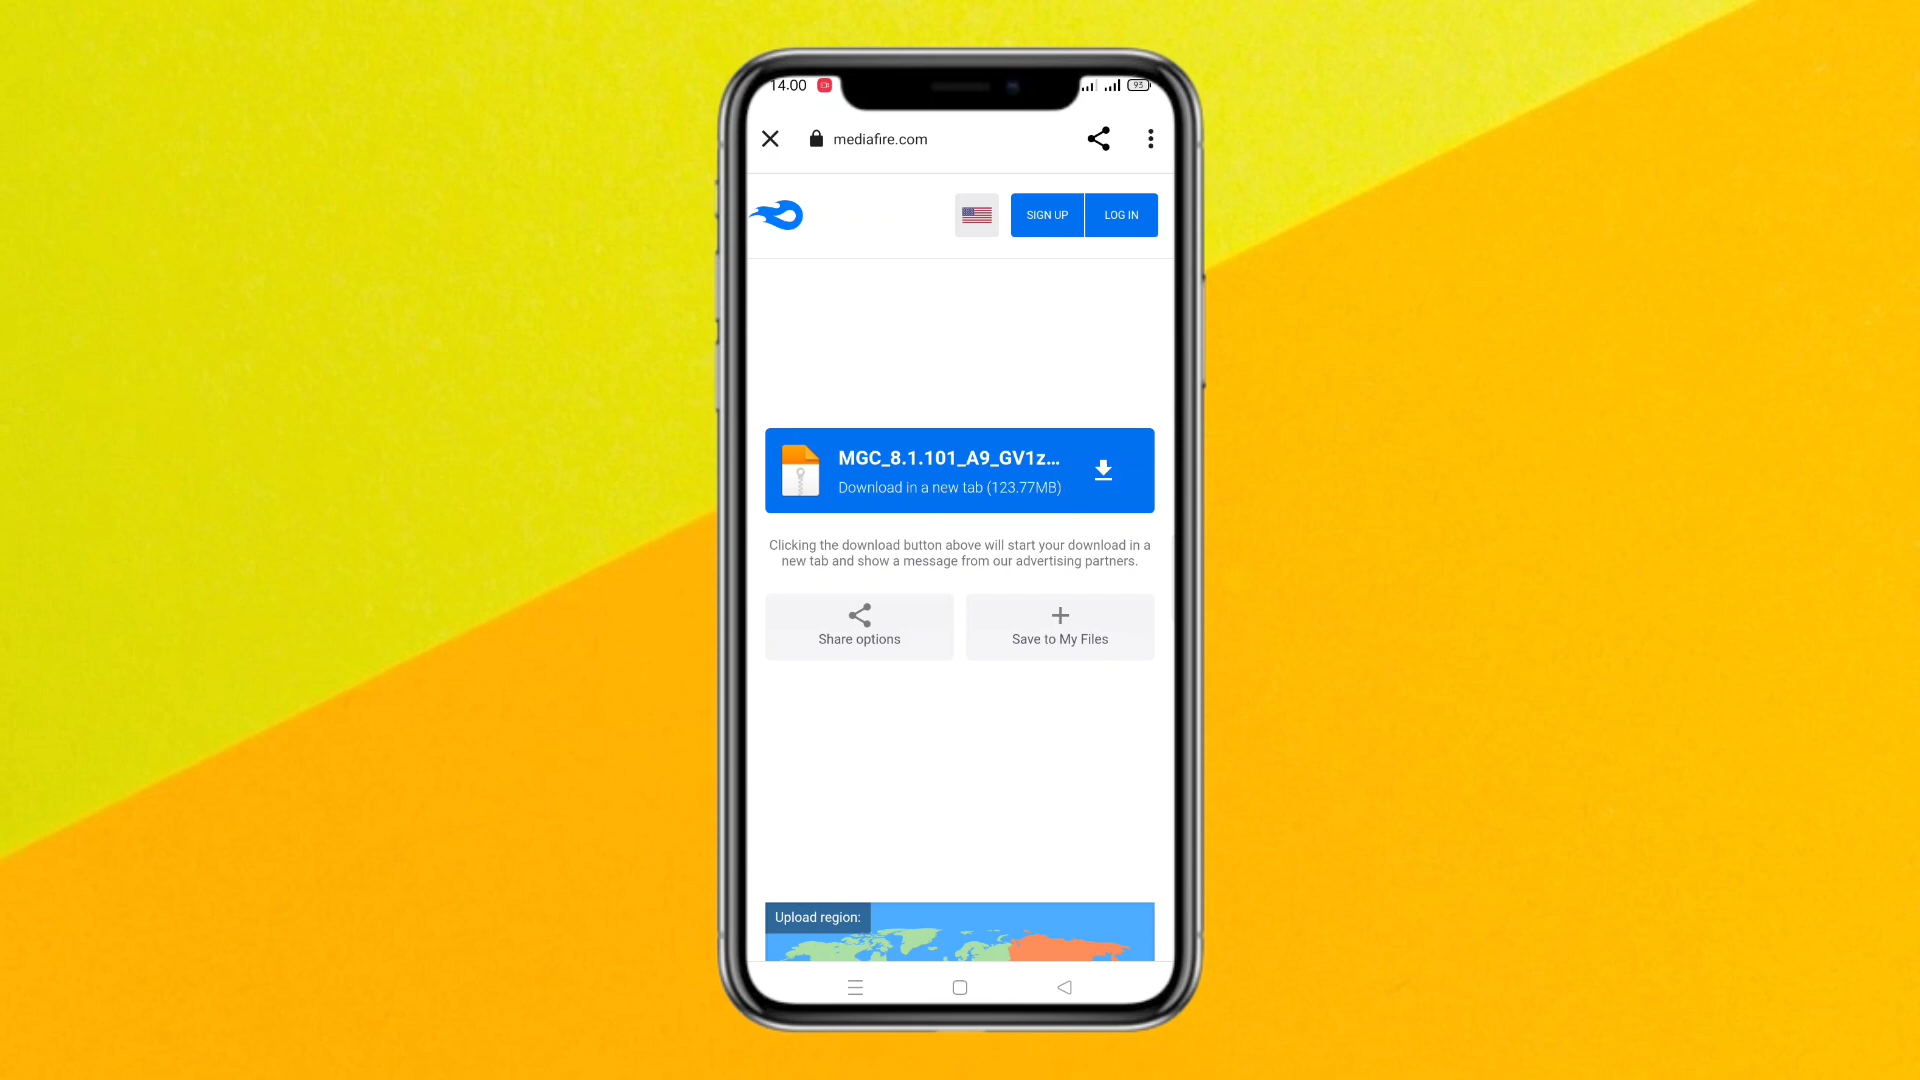 14.00
93
mediafire.com
SIGN UP
LOG IN
MGC_8.1.101_A9_GV1z...
Download in a new tab (123.77MB)
Clicking the download button above will start your download in a
new tab and show a message from our advertising partners.
Share options
Save to My Files
Upload region: